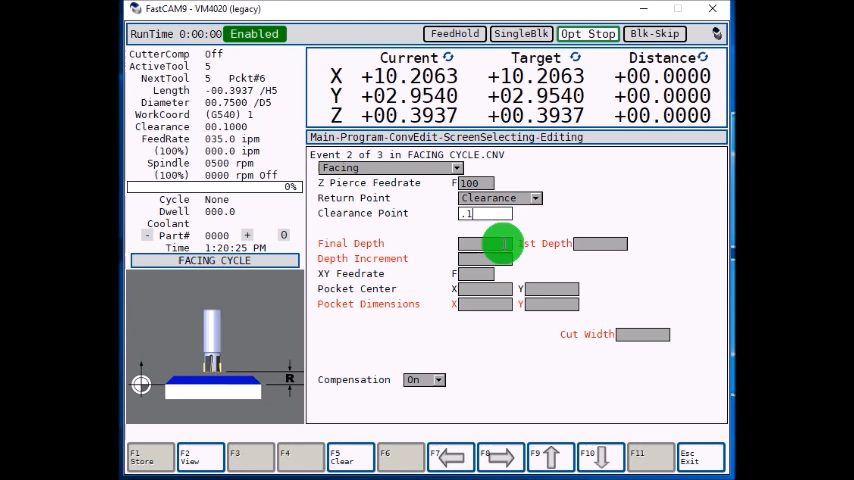 FastCAM9 - VM4020 (legacy)
RunTime 0:00:00 Enabled
FeedHold SingleBlk Opt Stop Blk-Skip
CutterComp Off
ActiveTool 5
NextTool 5 Pckt#6
Length -00.3937 /H5
Diameter 00.7500 /D5
WorkCoord (G540) 1
Clearance 00.1000
FeedRate 035.0 ipm
(100%) 000.0 ipm
Spindle 0500 rpm
(100%) 0000 rpm Off
0%
Cycle None
Dwell 000.0
Coolant
- Part# 0000 + 0
Time 1:20:25 PM
FACING CYCLE
R
Current Target Distance
X +10.2063 +10.2063 +00.0000
Y +02.9540 +02.9540 +00.0000
Z +00.3937 +00.3937 +00.0000
Main-Program-ConvEdit-ScreenSelecting-Editing
Event 2 of 3 in FACING CYCLE.CNV
Facing
Z Pierce Feedrate F 100
Return Point Clearance
Clearance Point .1
Final Depth 1st Depth
Depth Increment
XY Feedrate F
Pocket Center X Y
Pocket Dimensions X Y
Cut Width
Compensation On
F1 Store
F2 View
F3
F4
F5 Clear
F6
F7
F8
F9
F10
F11
Esc Exit